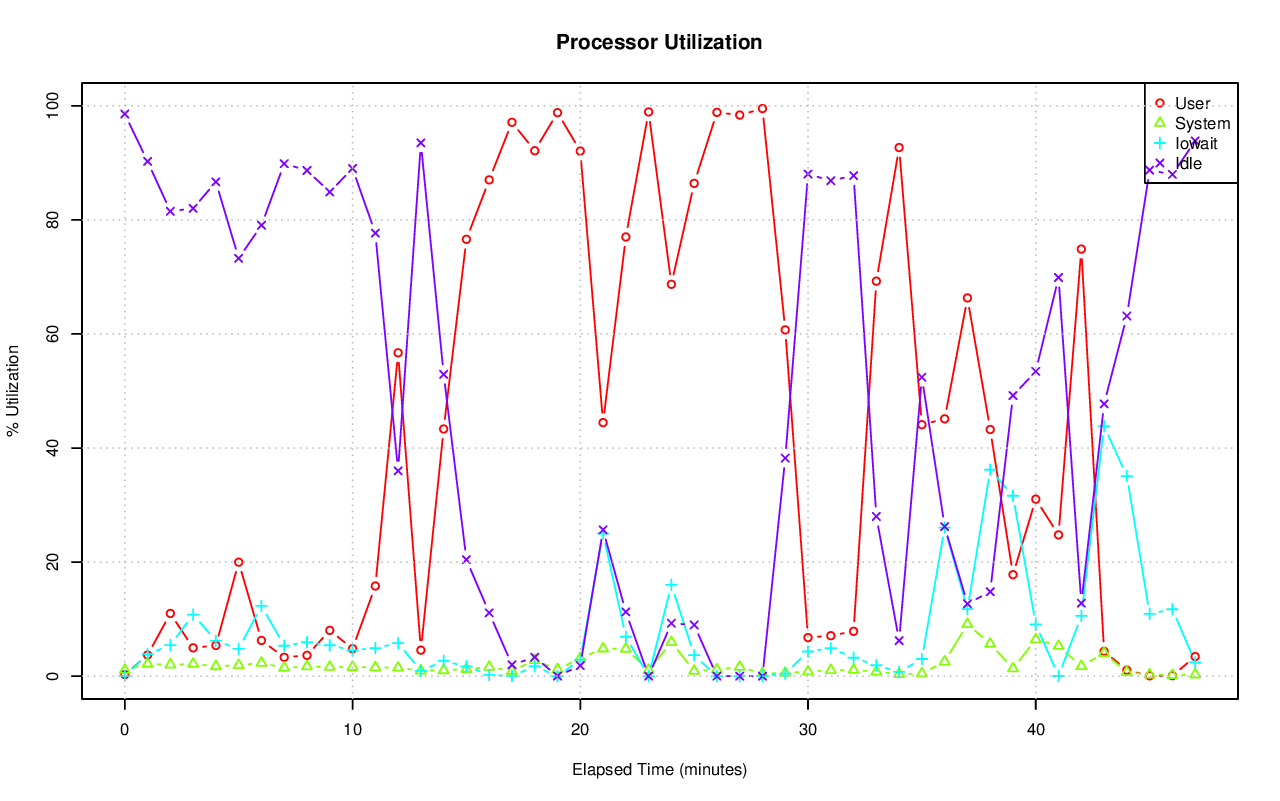 Processor Utilization
% Utilization
100
80
60
40
20
0
User
System
Iowait
Idle
0 10 20 30 40
Elapsed Time (minutes)